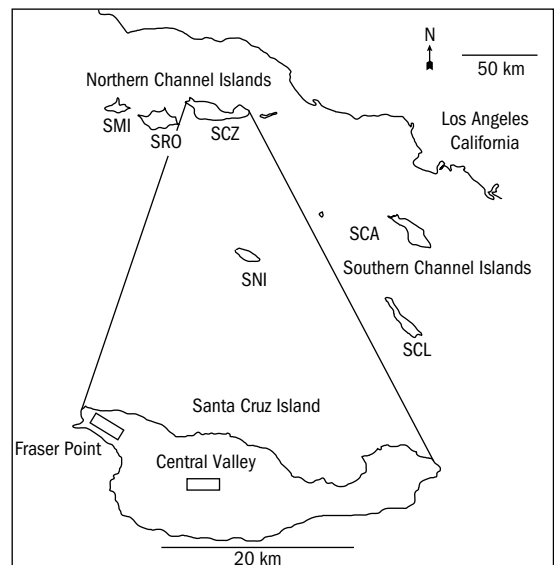 N
50 km
Northern Channel Islands
Los Angeles
California
SMI
SRO
SCZ
SCA
Southern Channel Islands
SNI
SCL
Santa Cruz Island
Fraser Point
Central Valley
20 km